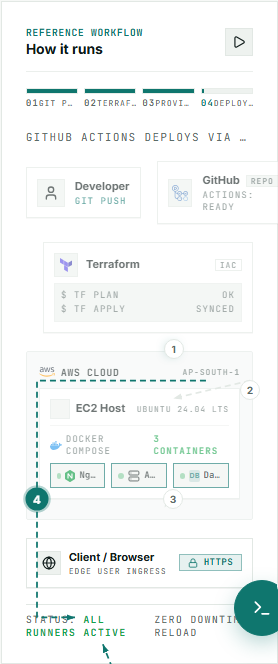 REFERENCE WORKFLOW
How it runs
01GIT P… 02TERRAF… 03PROVI… 04DEPLOY…
GITHUB ACTIONS DEPLOYS VIA …
Developer
GIT PUSH
GitHub REPO
ACTIONS:
READY
Terraform IAC
$ TF PLAN OK
$ TF APPLY SYNCED
1
aws AWS CLOUD AP-SOUTH-1
2
EC2 Host UBUNTU 24.04 LTS
DOCKER COMPOSE
3 CONTAINERS
Ng… A… DB Da…
4
3
Client / Browser
EDGE USER INGRESS
HTTPS
STATUS: ALL
RUNNERS ACTIVE
ZERO
RELOAD